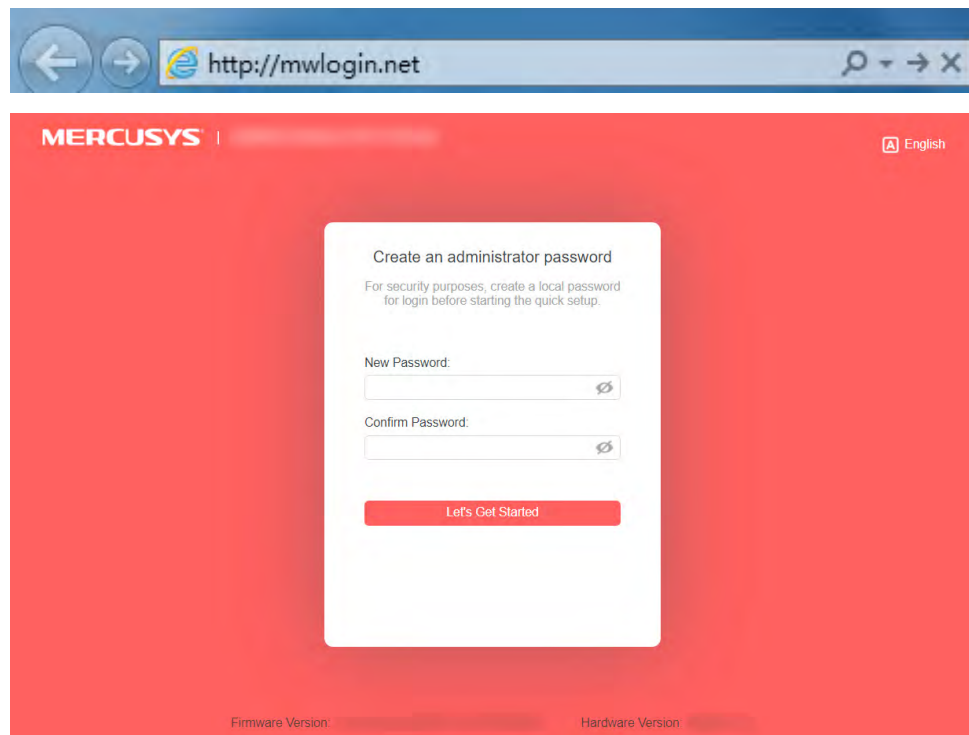 http://mwlogin.net
MERCUSYS |
A English
Create an administrator password
For security purposes, create a local password
for login before starting the quick setup.
New Password:
Confirm Password:
Let's Get Started
Firmware Version:
Hardware Version: